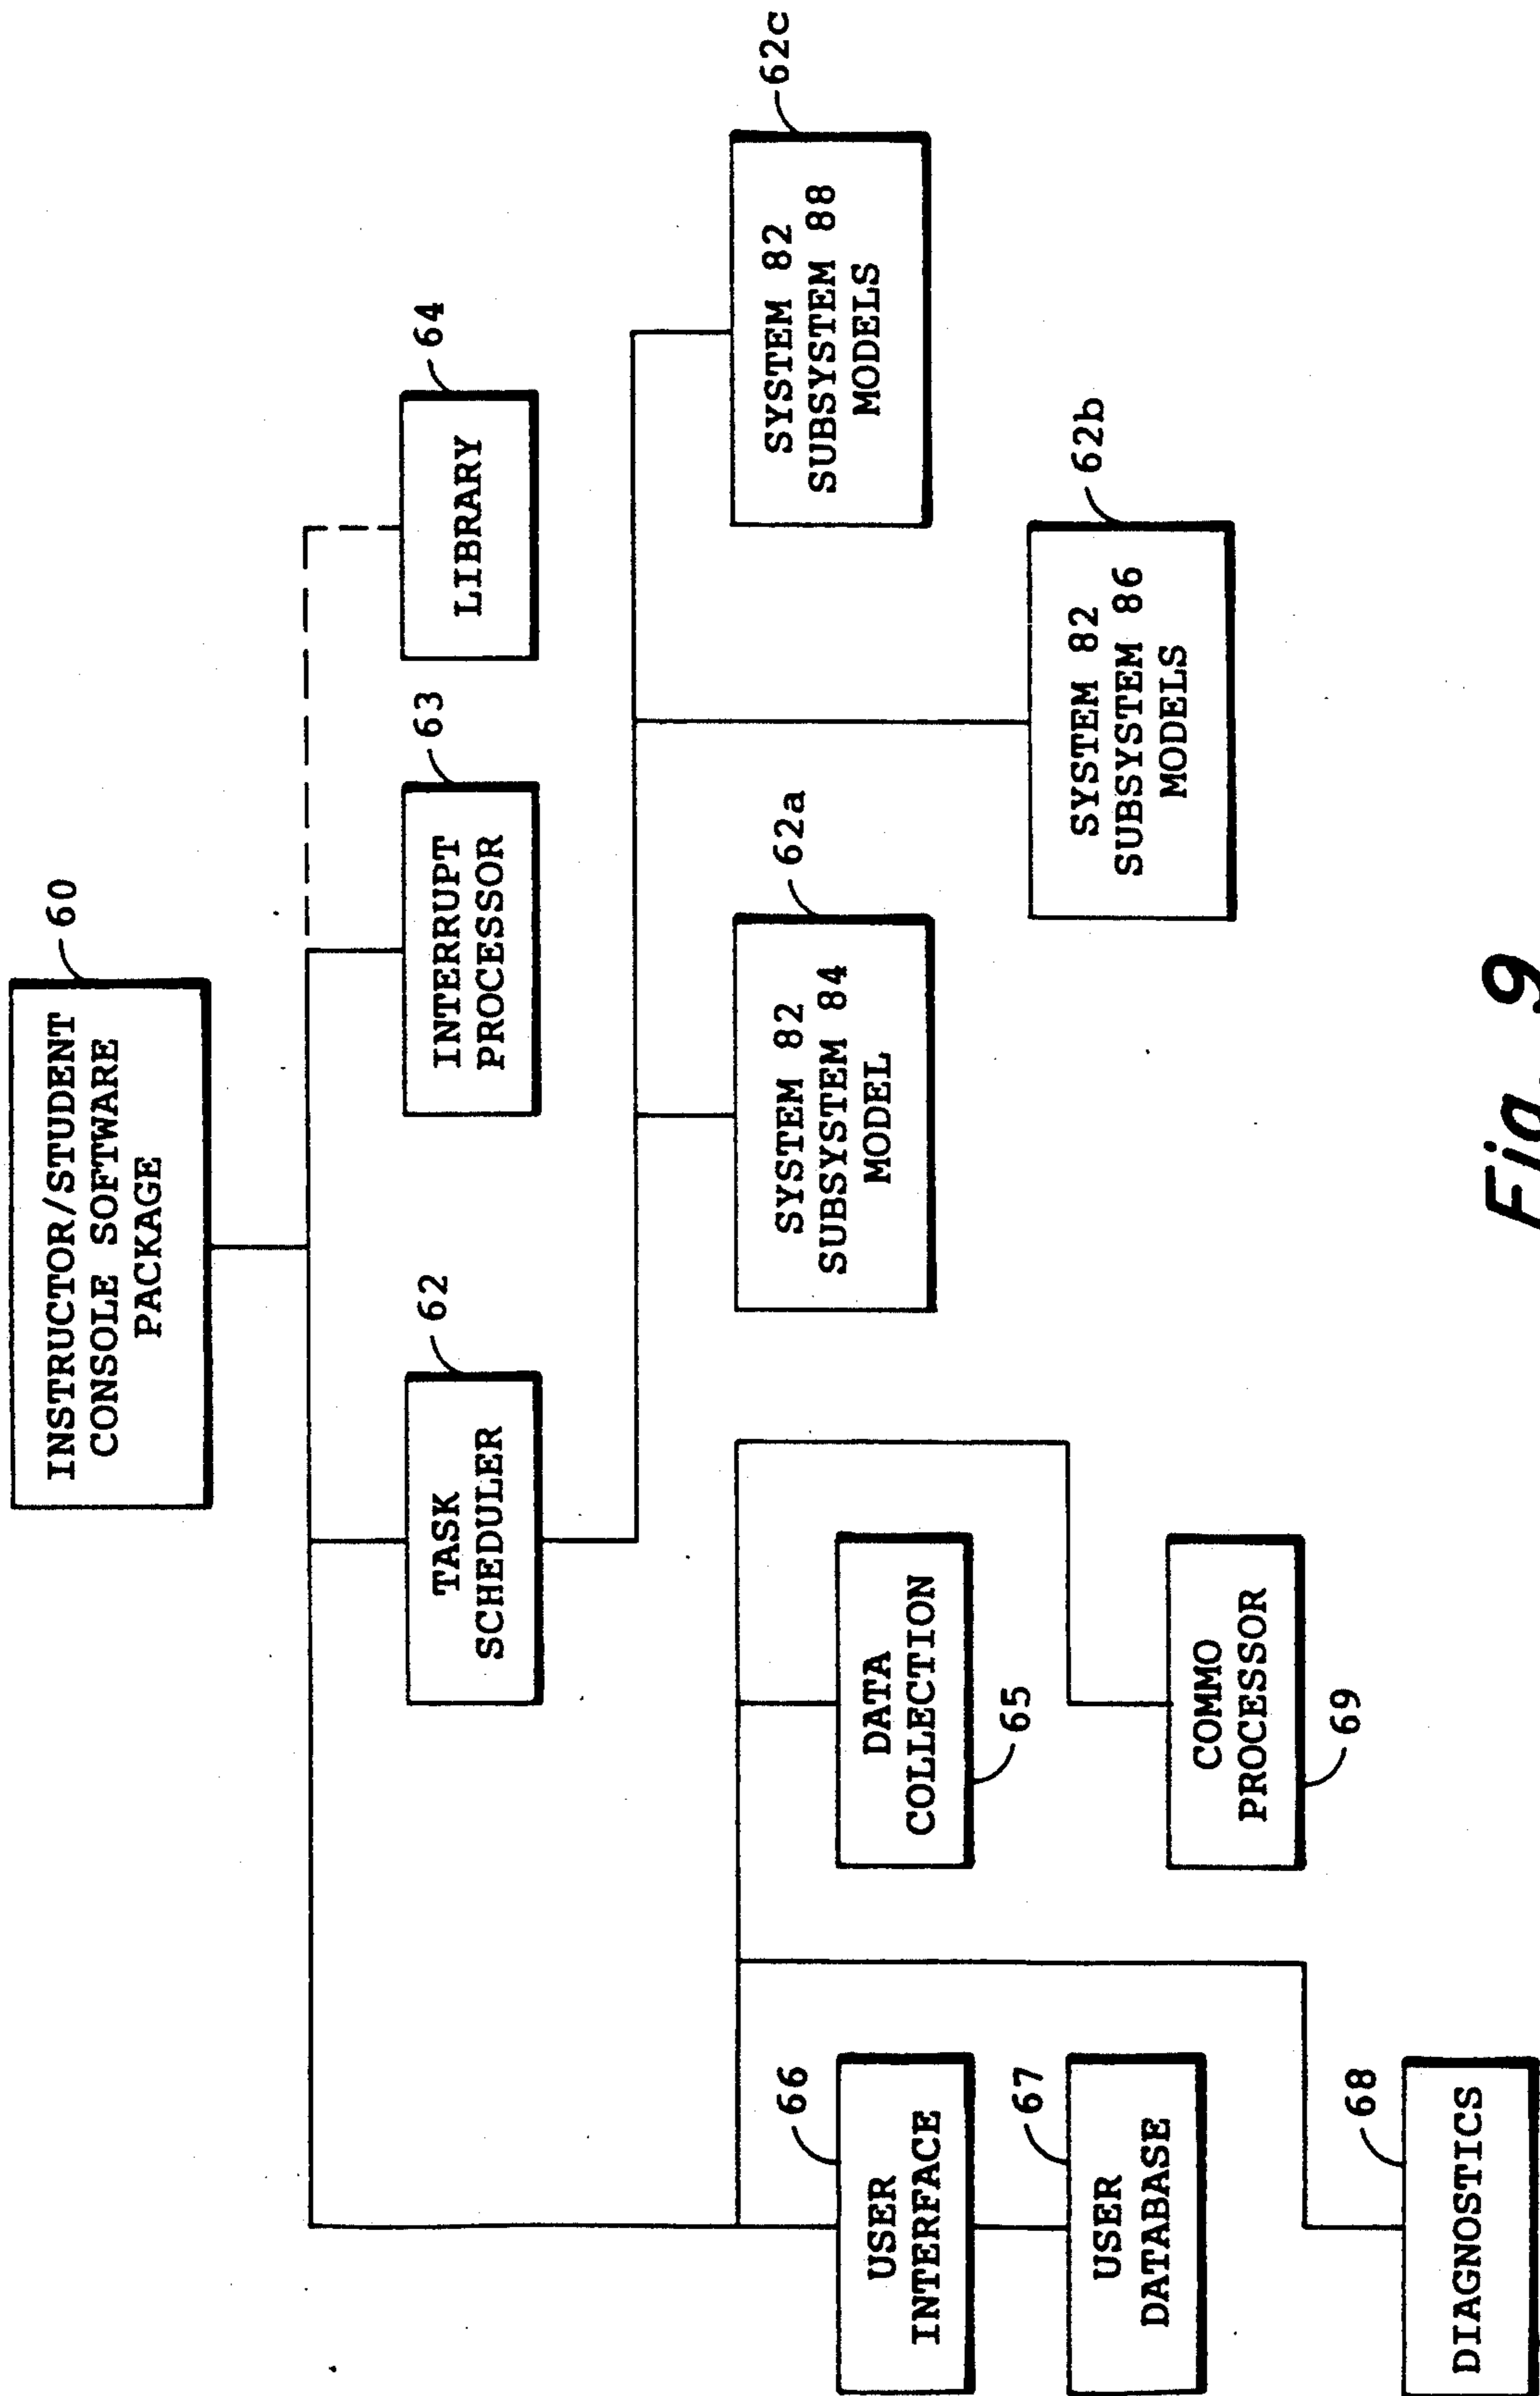 INSTRUCTOR/STUDENT
CONSOLE SOFTWARE
PACKAGE
60
TASK
SCHEDULER
62
INTERRUPT
PROCESSOR
63
LIBRARY
64
USER
INTERFACE
66
DATA
COLLECTION
65
SYSTEM 82
SUBSYSTEM 84
MODEL
62a
SYSTEM 82
SUBSYSTEM 88
MODELS
62c
USER
DATABASE
67
COMMO
PROCESSOR
69
SYSTEM 82
SUBSYSTEM 86
MODELS
62b
DIAGNOSTICS
68
Fig. 9